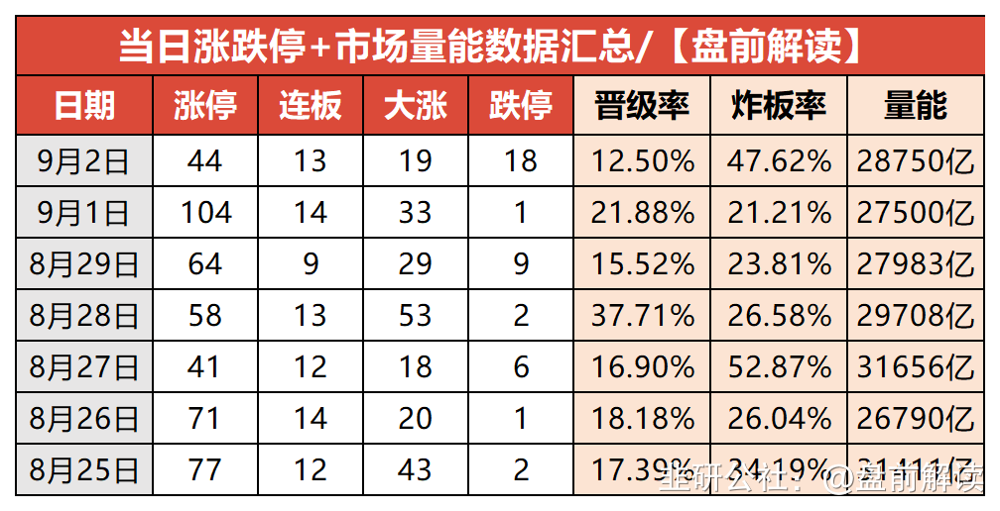 当日涨跌停+市场量能数据汇总/【盘前解读】
日期 涨停 连板 大涨 跌停 晋级率 炸板率 量能
9月2日 44 13 19 18 12.50% 47.62% 28750亿
9月1日 104 14 33 1 21.88% 21.21% 27500亿
8月29日 64 9 29 9 15.52% 23.81% 27983亿
8月28日 58 13 53 2 37.71% 26.58% 29708亿
8月27日 41 12 18 6 16.90% 52.87% 31656亿
8月26日 71 14 20 1 18.18% 26.04% 26790亿
8月25日 77 12 43 2 17.39% 34.19% 31411亿
韭研公社：@盘前解读